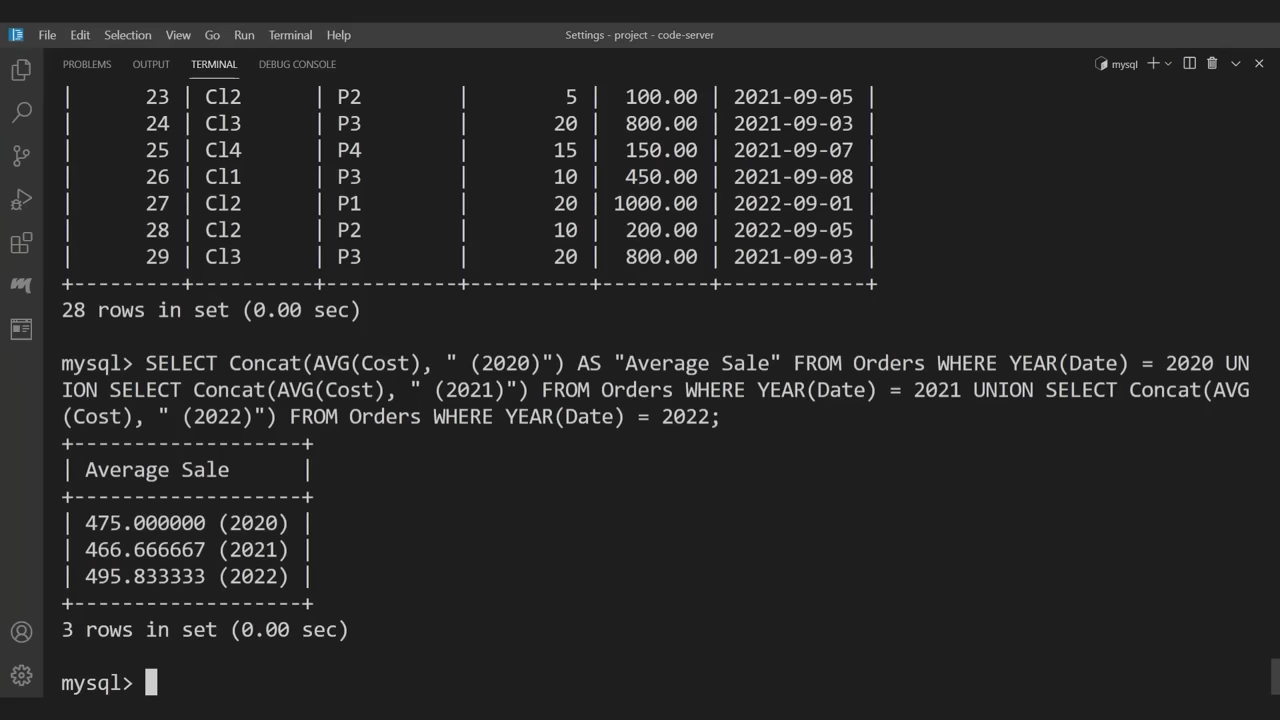 File Edit Selection View Go Run Terminal Help Settings - project - code-server
PROBLEMS OUTPUT TERMINAL DEBUG CONSOLE mysql
| 23 | Cl2 | P2 | 5 | 100.00 | 2021-09-05 |
| 24 | Cl3 | P3 | 20 | 800.00 | 2021-09-03 |
| 25 | Cl4 | P4 | 15 | 150.00 | 2021-09-07 |
| 26 | Cl1 | P3 | 10 | 450.00 | 2021-09-08 |
| 27 | Cl2 | P1 | 20 | 1000.00 | 2022-09-01 |
| 28 | Cl2 | P2 | 10 | 200.00 | 2022-09-05 |
| 29 | Cl3 | P3 | 20 | 800.00 | 2021-09-03 |
+---------+----------+-----------+----------+---------+------------+
28 rows in set (0.00 sec)
mysql> SELECT Concat(AVG(Cost), " (2020)") AS "Average Sale" FROM Orders WHERE YEAR(Date) = 2020 UN
ION SELECT Concat(AVG(Cost), " (2021)") FROM Orders WHERE YEAR(Date) = 2021 UNION SELECT Concat(AVG
(Cost), " (2022)") FROM Orders WHERE YEAR(Date) = 2022;
+-------------------+
| Average Sale |
+-------------------+
| 475.000000 (2020) |
| 466.666667 (2021) |
| 495.833333 (2022) |
+-------------------+
3 rows in set (0.00 sec)
mysql>